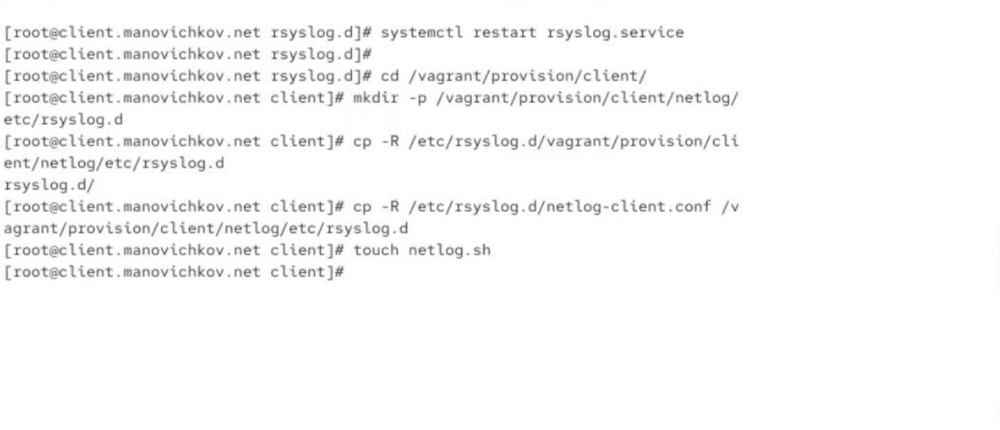 [root@client.manovichkov.net rsyslog.d]# systemctl restart rsyslog.service
[root@client.manovichkov.net rsyslog.d]#
[root@client.manovichkov.net rsyslog.d]# cd /vagrant/provision/client/
[root@client.manovichkov.net client]# mkdir -p /vagrant/provision/client/netlog/
etc/rsyslog.d
[root@client.manovichkov.net client]# cp -R /etc/rsyslog.d/vagrant/provision/cli
ent/netlog/etc/rsyslog.d
rsyslog.d/
[root@client.manovichkov.net client]# cp -R /etc/rsyslog.d/netlog-client.conf /v
agrant/provision/client/netlog/etc/rsyslog.d
[root@client.manovichkov.net client]# touch netlog.sh
[root@client.manovichkov.net client]#